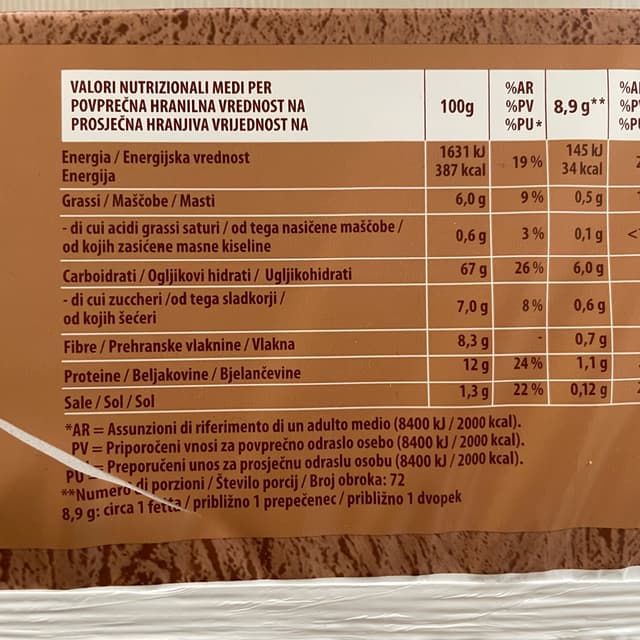 VALORI NUTRIZIONALI MEDI PER
POVPREČNA HRANILNA VREDNOST NA
PROSJEČNA HRANJIVA VRIJEDNOST NA
100g
%AR
%PV
%PU*
8,9 g**
Energia / Energijska vrednost
Energija
1631 kJ
387 kcal
19 %
145 kJ
34 kcal
Grassi / Maščobe / Masti 6,0 g 9 % 0,5 g
- di cui acidi grassi saturi / od tega nasičene maščobe /
od kojih zasićene masne kiseline
0,6 g 3 % 0,1 g
Carboidrati / Ogljikovi hidrati / Ugljikohidrati 67 g 26 % 6,0 g
- di cui zuccheri /od tega sladkorji /
od kojih šećeri
7,0 g 8 % 0,6 g
Fibre / Prehranske vlaknine / Vlakna 8,3 g - 0,7 g
Proteine / Beljakovine / Bjelančevine 12 g 24 % 1,1 g
Sale / Sol / Sol 1,3 g 22 % 0,12 g
*AR = Assunzioni di riferimento di un adulto medio (8400 kJ / 2000 kcal).
PV = Priporočeni vnosi za povprečno odraslo osebo (8400 kJ / 2000 kcal).
PU = Preporučeni unos za prosječnu odraslu osobu (8400 kJ / 2000 kcal).
**Numero di porzioni / Število porcij / Broj obroka: 72
8,9 g: circa 1 fetta / približno 1 prepečenec / približno 1 dvopek